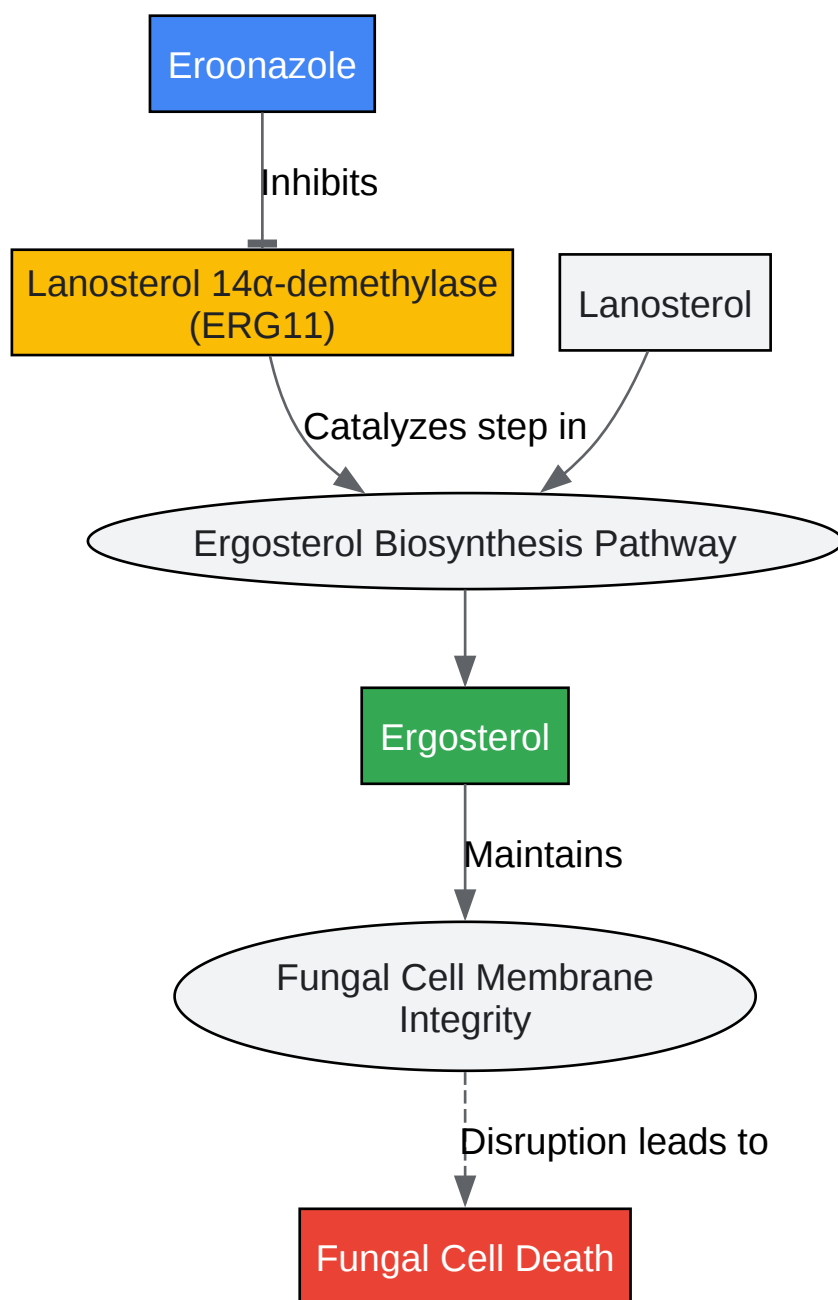 Eroonazole
Inhibits
Lanosterol 14α-demethylase
(ERG11)
Lanosterol
Catalyzes step in
Ergosterol Biosynthesis Pathway
Ergosterol
Maintains
Fungal Cell Membrane
Integrity
Disruption leads to
Fungal Cell Death